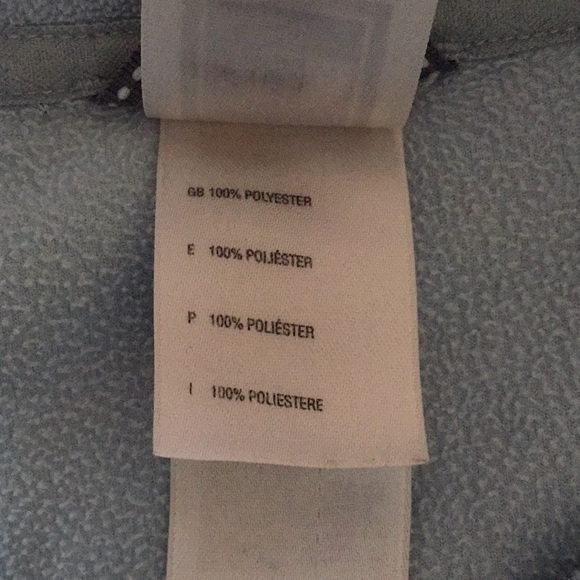 GB 100% POLYESTER
E 100% POLIÉSTER
P 100% POLIÉSTER
I 100% POLIESTERE